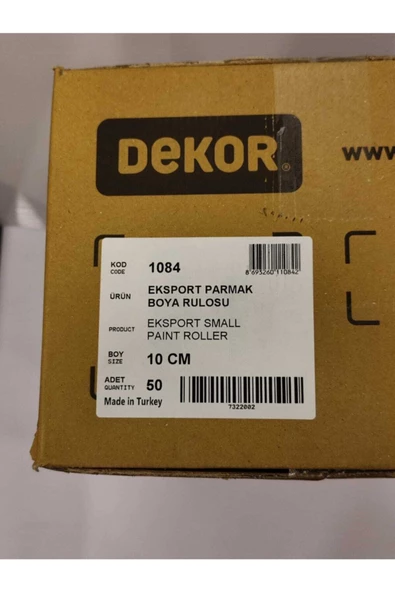 DeKOR®
www
KOD
CODE
1084
8695260110842
ÜRÜN
EKSPORT PARMAK
BOYA RULOSU
PRODUCT
EKSPORT SMALL
PAINT ROLLER
BOY
SIZE
10 CM
ADET
QUANTITY
50
Made in Turkey
7322002